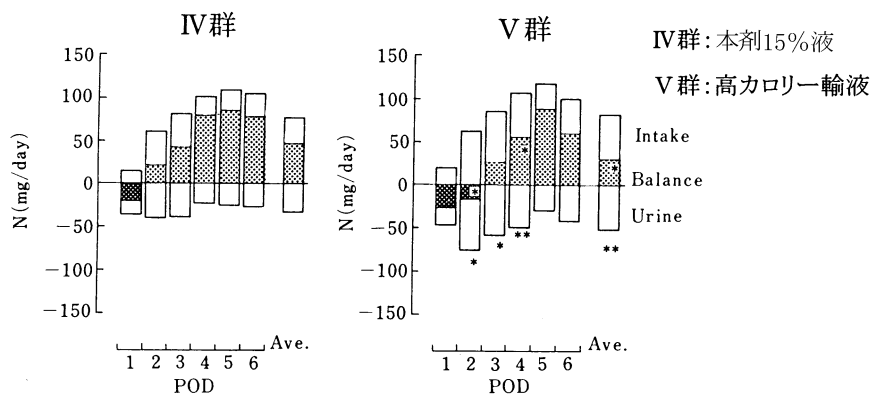 Ⅳ群
Ⅴ群
Ⅳ群：本剤15％液
Ⅴ群：高カロリー輸液
N(mg/day)
150
100
50
0
−50
−100
−150
1 2 3 4 5 6 Ave.
POD
N(mg/day)
150
100
50
0
−50
−100
−150
* * * * ** * **
Intake
Balance
Urine
1 2 3 4 5 6 Ave.
POD